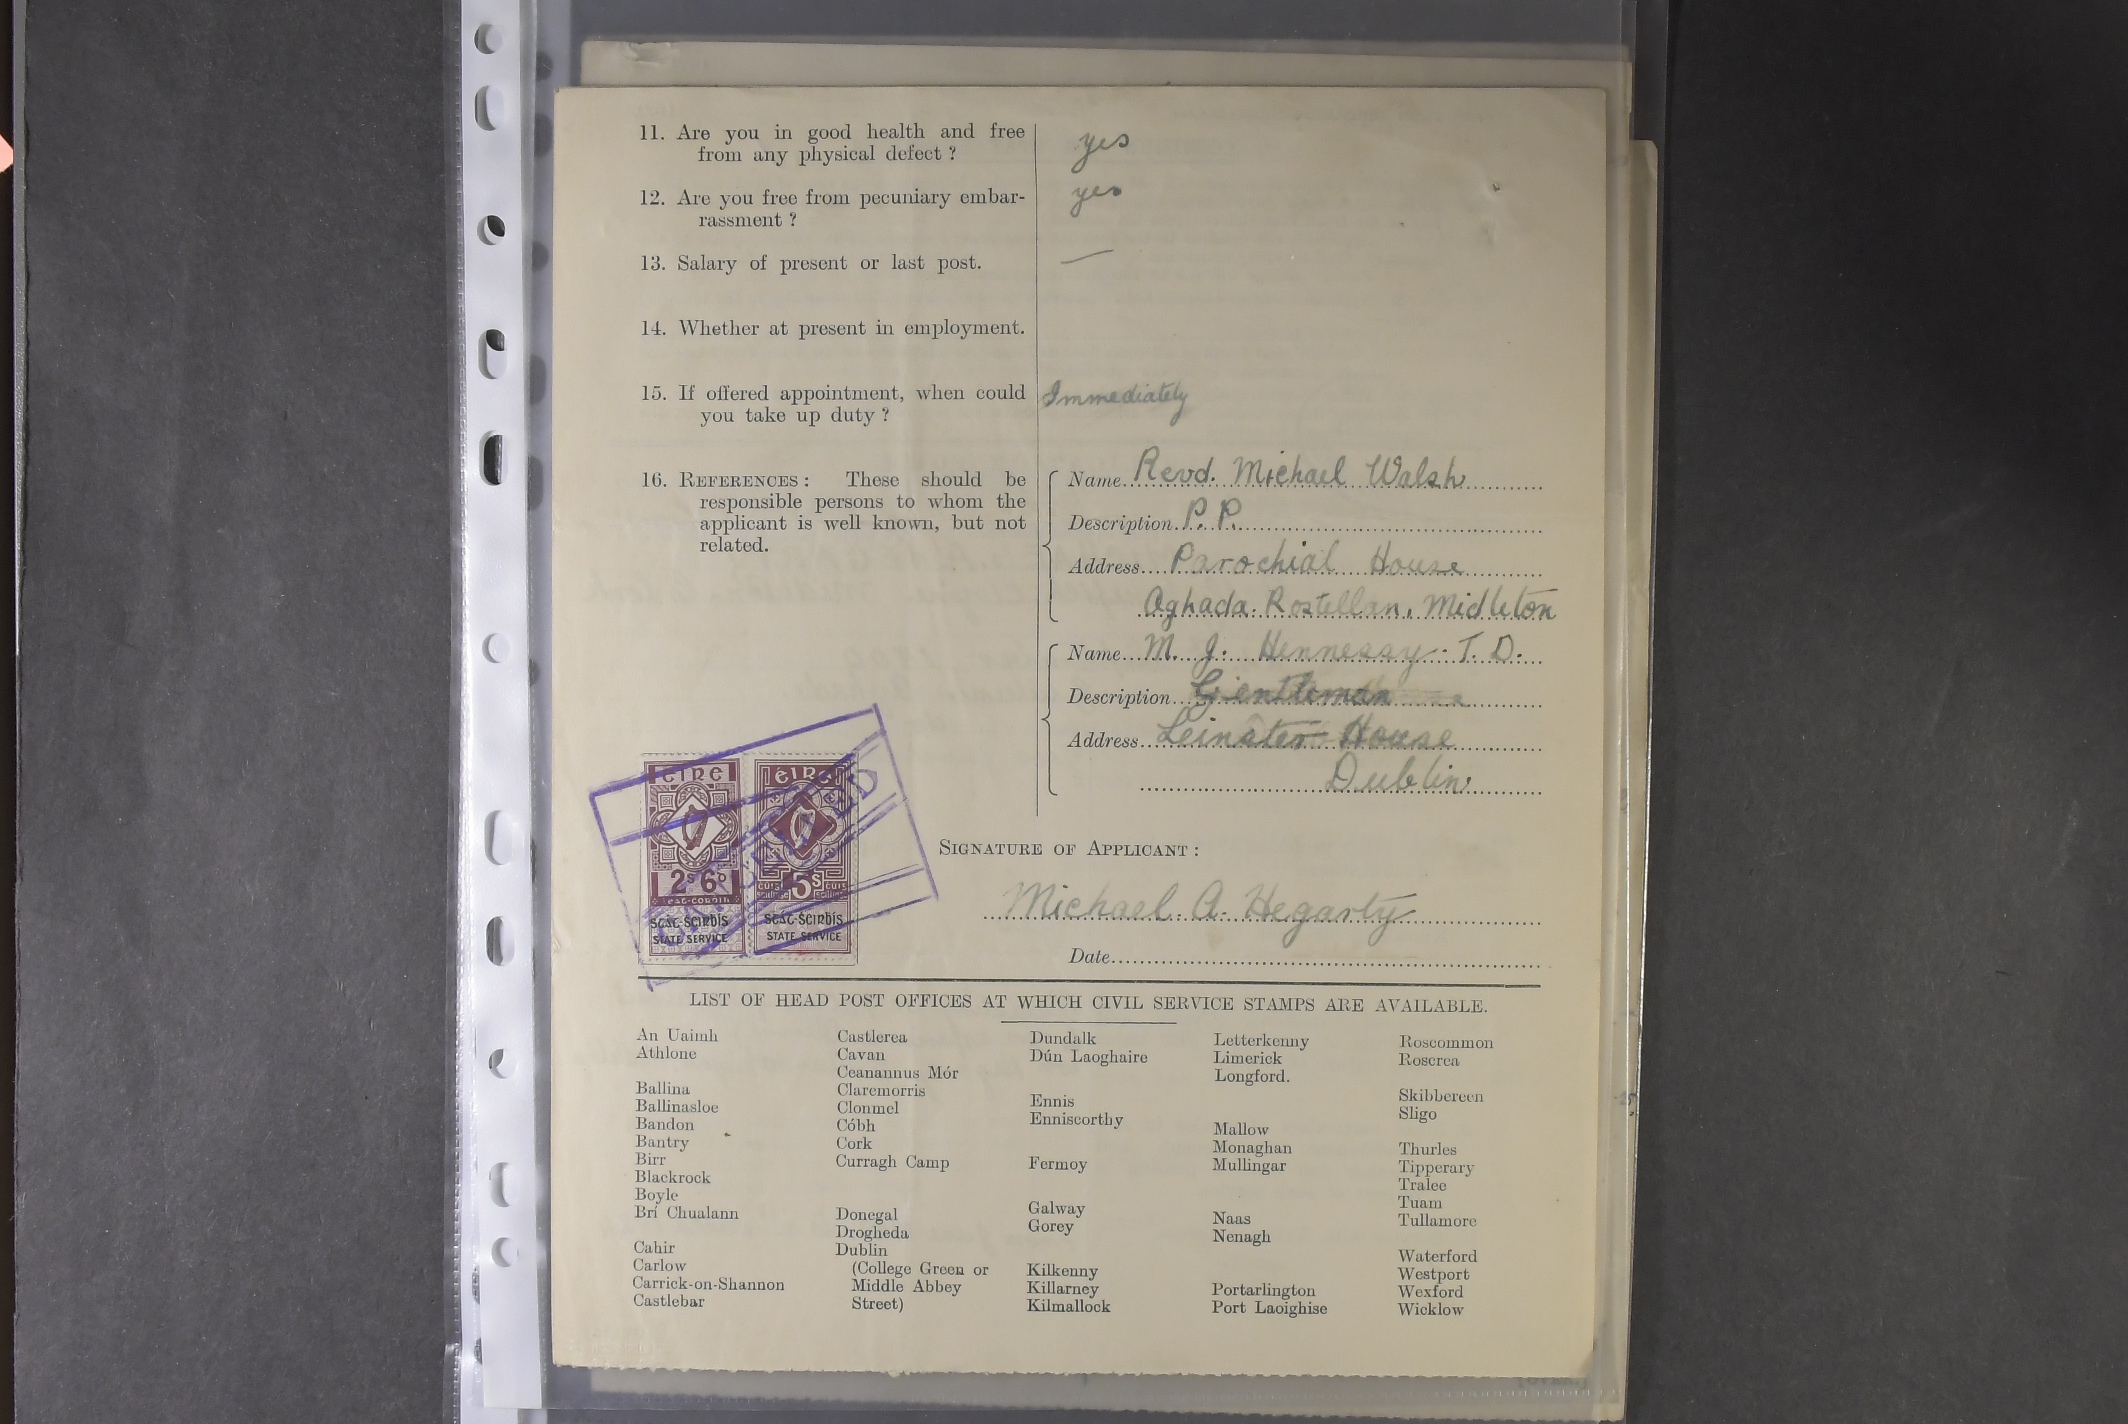 11. Are you in good health and free
from any physical defect ?
yes
12. Are you free from pecuniary embar-
rassment ?
yes
13. Salary of present or last post.
—
14. Whether at present in employment.
15. If offered appointment, when could
you take up duty ?
Immediately
16. REFERENCES : These should be
responsible persons to whom the
applicant is well known, but not
related.
Name Revd. Michael Walsh
Description P. P.
Address Parochial House
Aghada. Rostellan, Midleton
Name M. J. Hennessy. T. D.
Description Gentleman
Address Leinster House
Dublin
ÉIRE ÉIRE
2s 6D 5s
STÁT-SEIRBHÍS STÁT-SEIRBHÍS
STATE SERVICE STATE SERVICE
CANCELLED
SIGNATURE OF APPLICANT :
Michael. A. Hegarty
Date
LIST OF HEAD POST OFFICES AT WHICH CIVIL SERVICE STAMPS ARE AVAILABLE.
An Uaimh
Athlone
Ballina
Ballinasloe
Bandon
Bantry
Birr
Blackrock
Boyle
Brí Chualann
Cahir
Carlow
Carrick-on-Shannon
Castlebar
Castlerea
Cavan
Ceanannus Mór
Claremorris
Clonmel
Cóbh
Cork
Curragh Camp
Donegal
Drogheda
Dublin
(College Green or
Middle Abbey
Street)
Dundalk
Dún Laoghaire
Ennis
Enniscorthy
Fermoy
Galway
Gorey
Kilkenny
Killarney
Kilmallock
Letterkenny
Limerick
Longford.
Mallow
Monaghan
Mullingar
Naas
Nenagh
Portarlington
Port Laoighise
Roscommon
Roscrea
Skibbereen
Sligo
Thurles
Tipperary
Tralee
Tuam
Tullamore
Waterford
Westport
Wexford
Wicklow